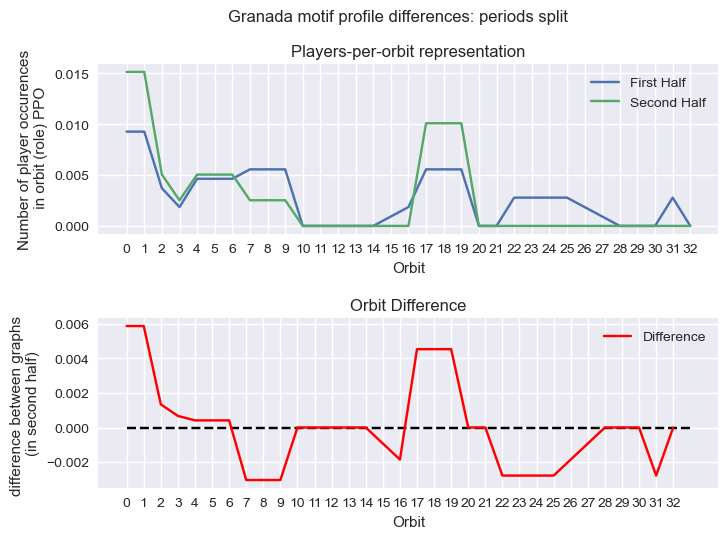 Granada motif profile differences: periods split
Players-per-orbit representation
Number of player occurences
in orbit (role) PPO
0.015
0.010
0.005
0.000
First Half
Second Half
0 1 2 3 4 5 6 7 8 9 10 11 12 13 14 15 16 17 18 19 20 21 22 23 24 25 26 27 28 29 30 31 32
Orbit
Orbit Difference
difference between graphs
(in second half)
0.006
0.004
0.002
0.000
−0.002
Difference
0 1 2 3 4 5 6 7 8 9 10 11 12 13 14 15 16 17 18 19 20 21 22 23 24 25 26 27 28 29 30 31 32
Orbit